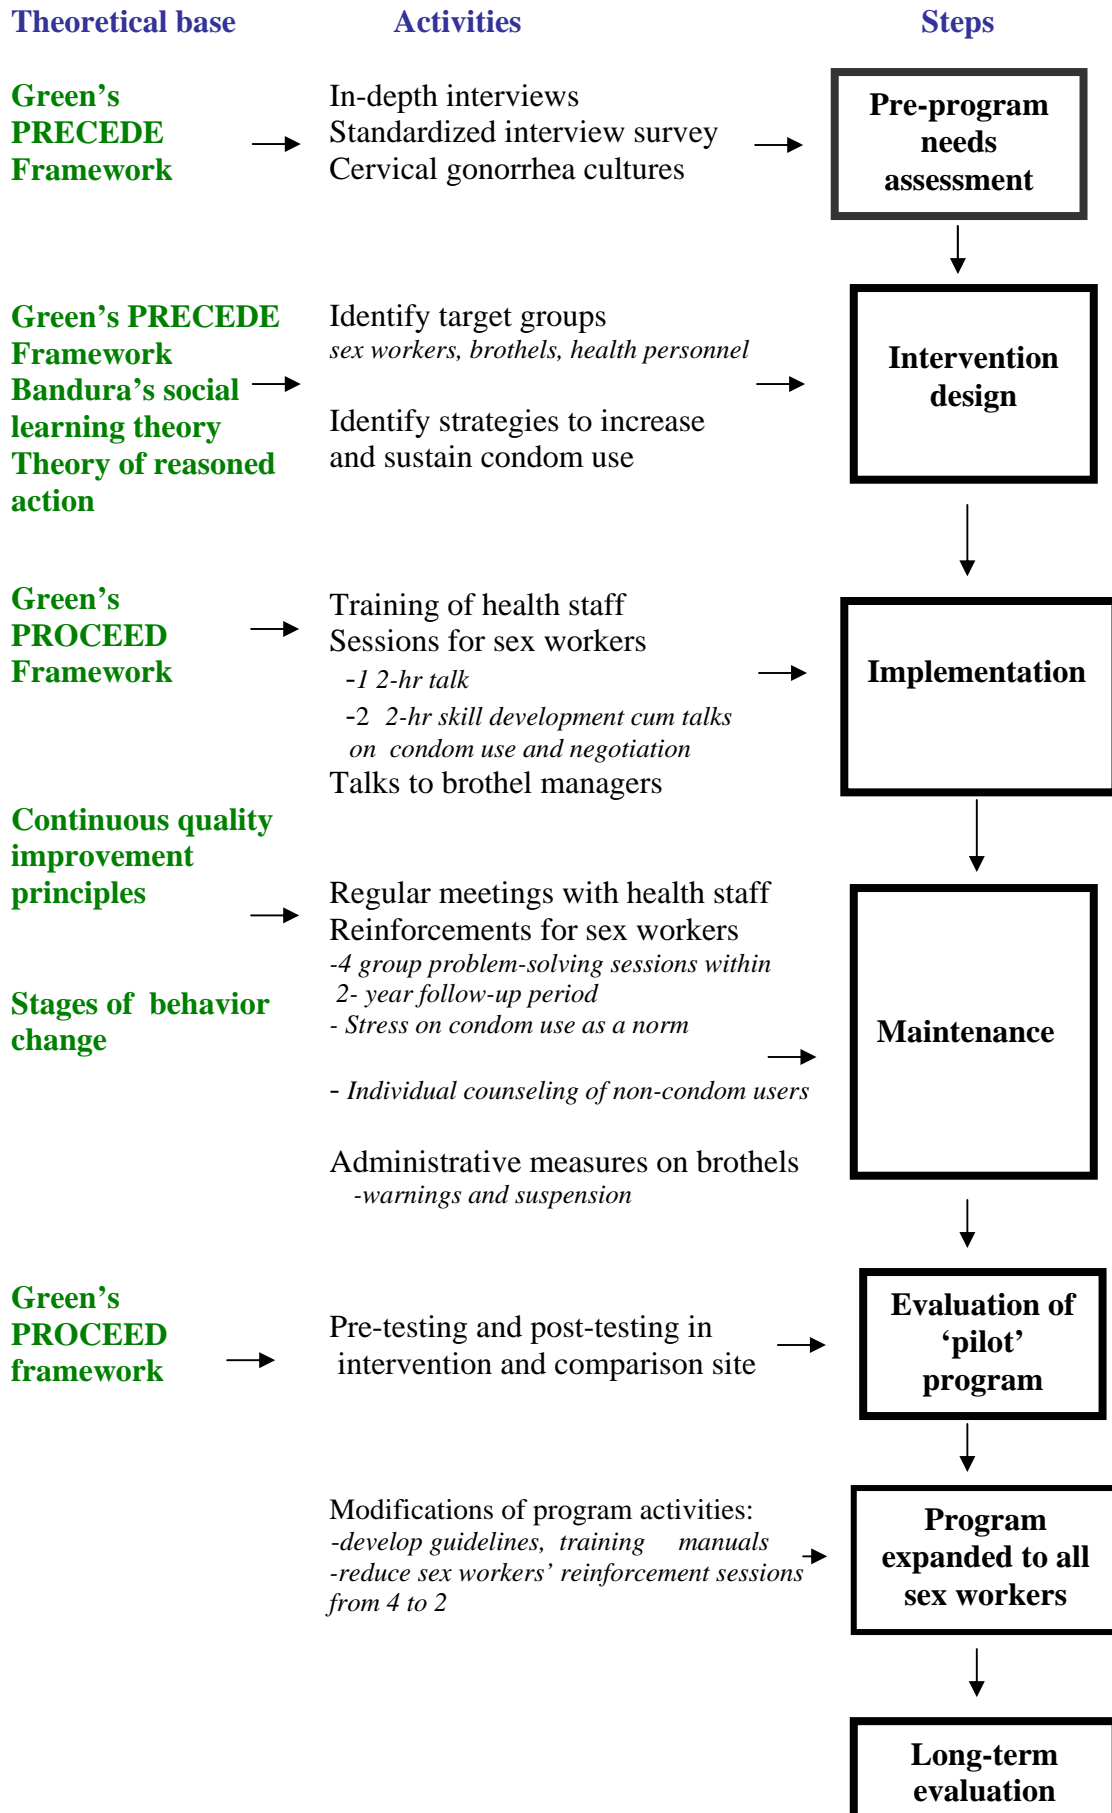 Theoretical base Activities Steps
Green's
PRECEDE
Framework
In-depth interviews
Standardized interview survey
Cervical gonorrhea cultures
Pre-program
needs
assessment
Green's PRECEDE
Framework
Bandura's social
learning theory
Theory of reasoned
action
Identify target groups
sex workers, brothels, health personnel
Identify strategies to increase
and sustain condom use
Intervention
design
Green's
PROCEED
Framework
Training of health staff
Sessions for sex workers
-1 2-hr talk
-2 2-hr skill development cum talks
on condom use and negotiation
Talks to brothel managers
Implementation
Continuous quality
improvement
principles
Stages of behavior
change
Regular meetings with health staff
Reinforcements for sex workers
-4 group problem-solving sessions within
2- year follow-up period
- Stress on condom use as a norm
- Individual counseling of non-condom users
Administrative measures on brothels
-warnings and suspension
Maintenance
Green's
PROCEED
framework
Pre-testing and post-testing in
intervention and comparison site
Evaluation of
‘pilot’
program
Modifications of program activities:
-develop guidelines, training manuals
-reduce sex workers’ reinforcement sessions
from 4 to 2
Program
expanded to all
sex workers
Long-term
evaluation